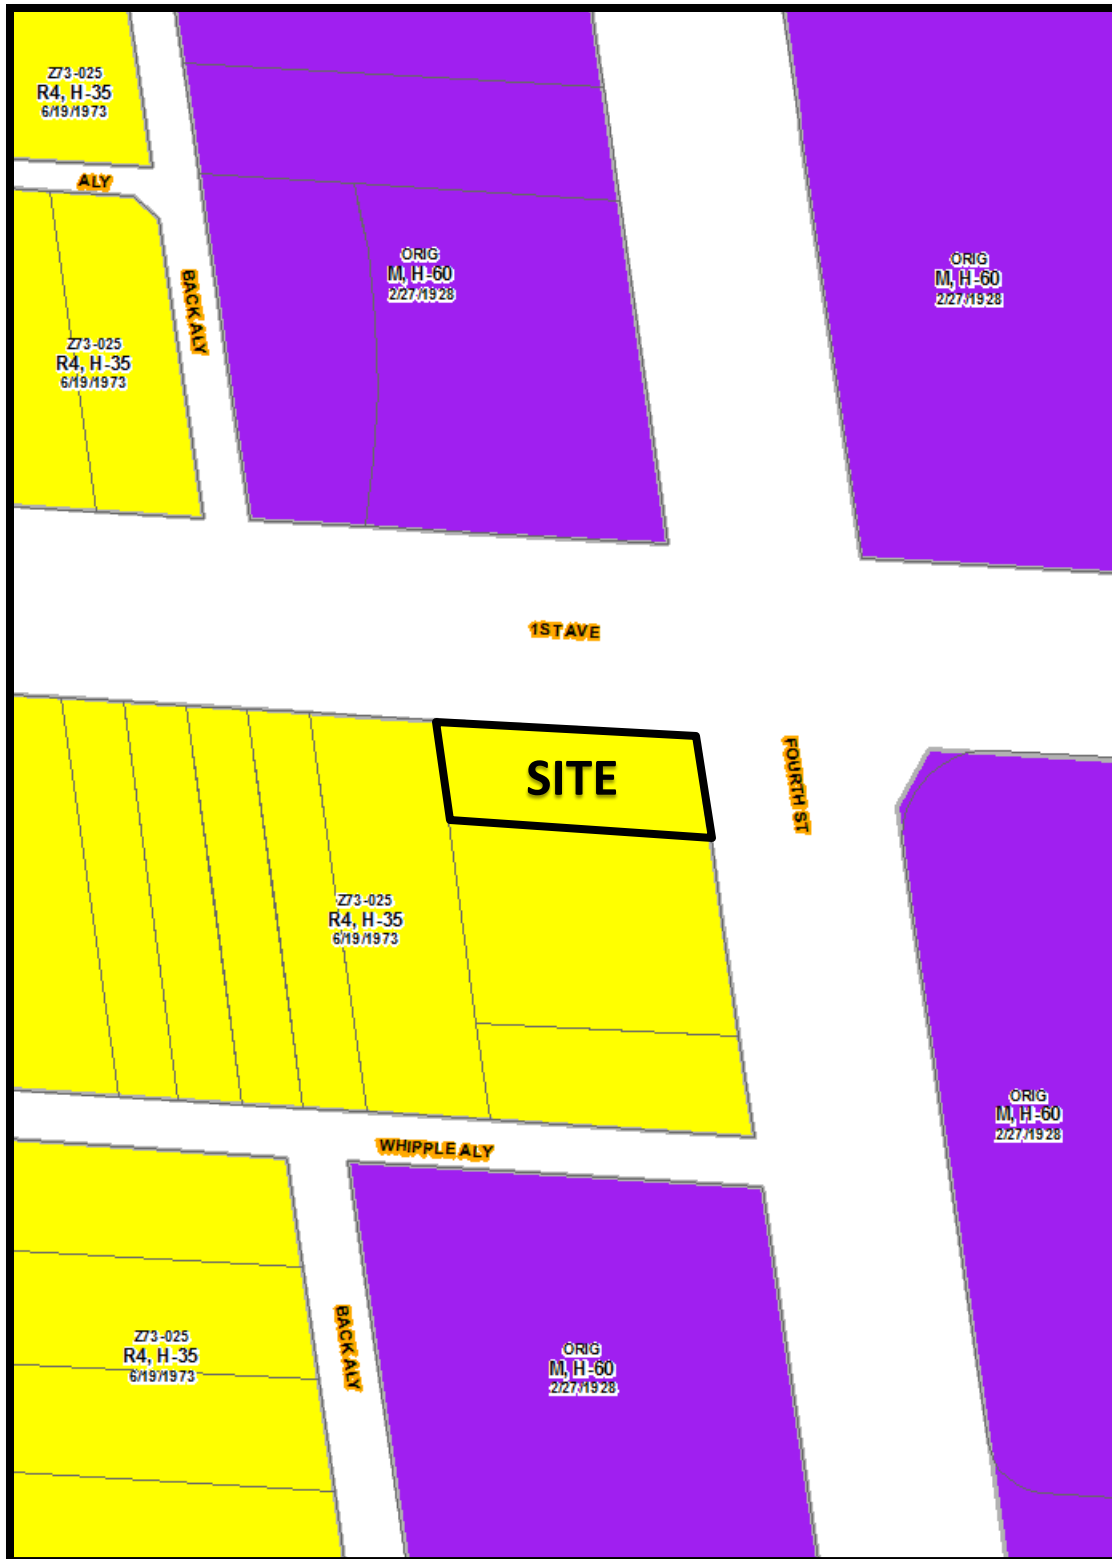 Z73-025
R4, H-35
6/19/1973
ALY
BACK ALY
ORIG
M, H-60
2/27/1928
ORIG
M, H-60
2/27/1928
Z73-025
R4, H-35
6/19/1973
1ST AVE
SITE
FOURTH ST
Z73-025
R4, H-35
6/19/1973
ORIG
M, H-60
2/27/1928
WHIPPLE ALY
Z73-025
R4, H-35
6/19/1973
BACK ALY
ORIG
M, H-60
2/27/1928